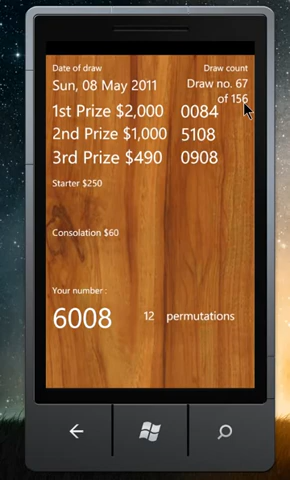 Date of draw Draw count
Sun, 08 May 2011 Draw no. 67
of 156
1st Prize $2,000 0084
2nd Prize $1,000 5108
3rd Prize $490 0908
Starter $250
Consolation $60
Your number :
6008 12 permutations